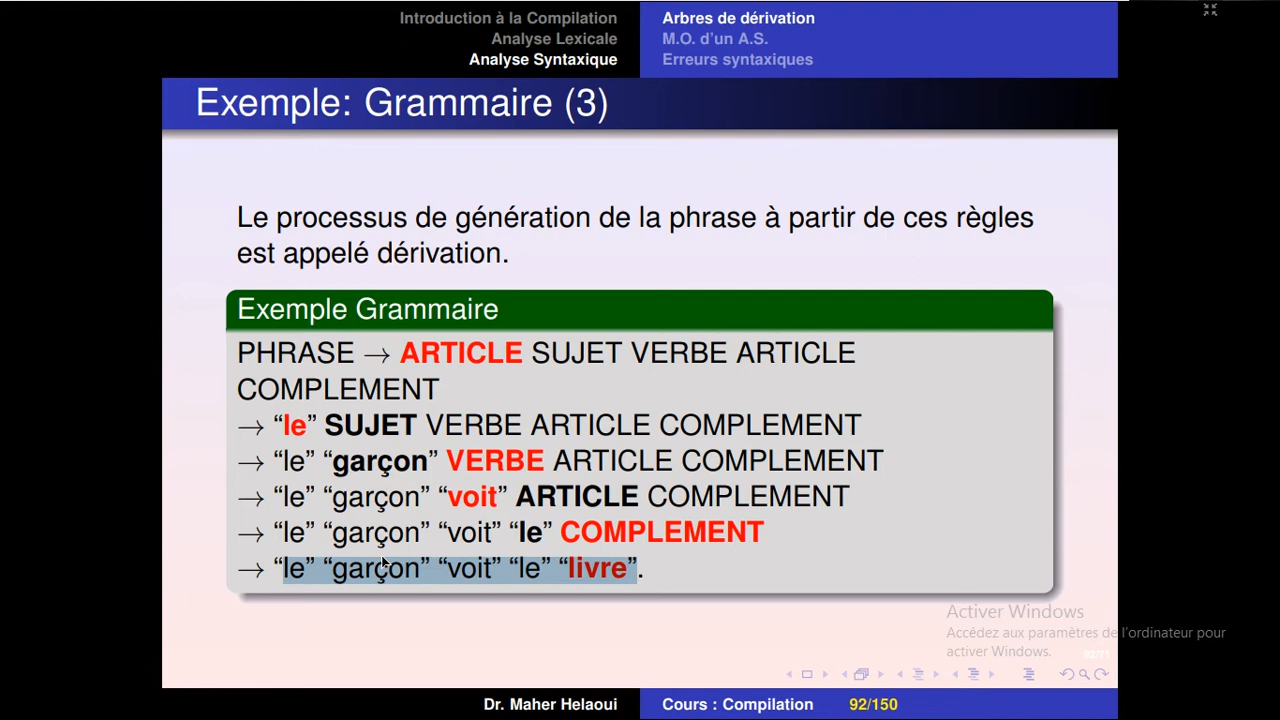 Introduction à la Compilation
Analyse Lexicale
Analyse Syntaxique
Arbres de dérivation
M.O. d'un A.S.
Erreurs syntaxiques
Exemple: Grammaire (3)
Le processus de génération de la phrase à partir de ces règles
est appelé dérivation.
Exemple Grammaire
PHRASE → ARTICLE SUJET VERBE ARTICLE
COMPLEMENT
→ “le” SUJET VERBE ARTICLE COMPLEMENT
→ “le” “garçon” VERBE ARTICLE COMPLEMENT
→ “le” “garçon” “voit” ARTICLE COMPLEMENT
→ “le” “garçon” “voit” “le” COMPLEMENT
→ “le” “garçon” “voit” “le” “livre”.
Activer Windows
Accédez aux paramètres de l'ordinateur pour
activer Windows.
Dr. Maher Helaoui
Cours : Compilation
92/150